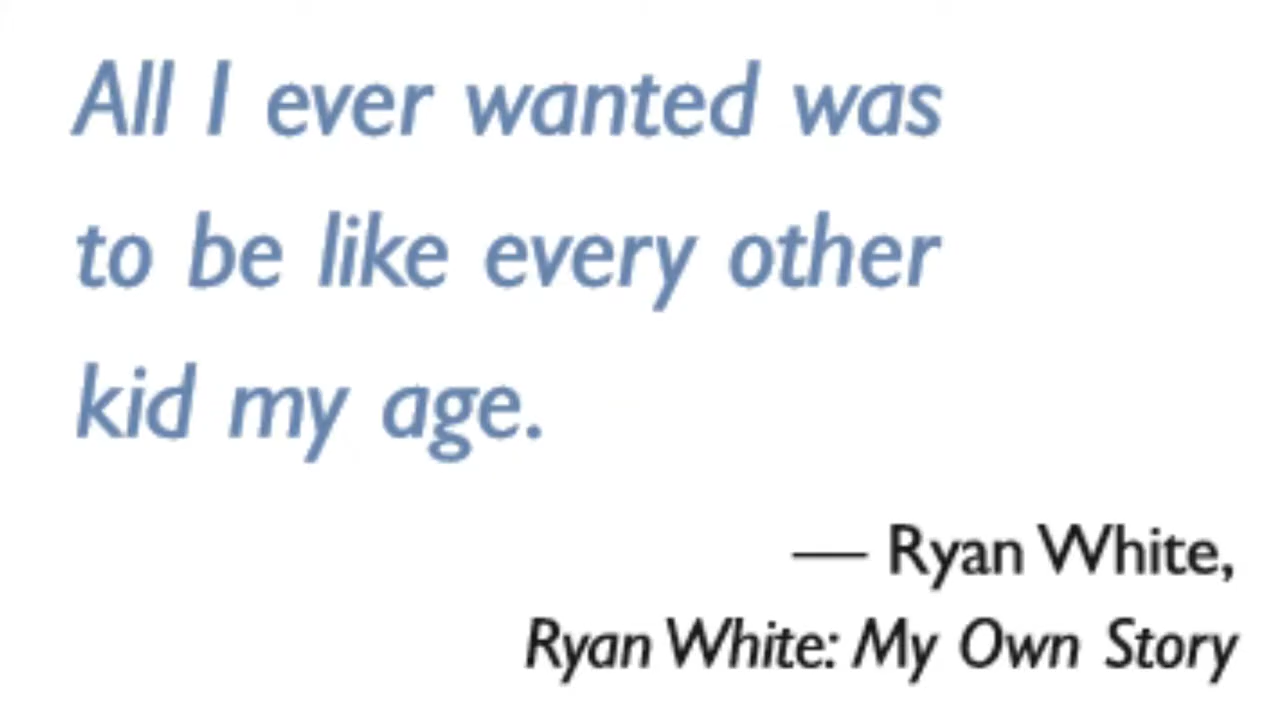 All I ever wanted was
to be like every other
kid my age.
— Ryan White,
Ryan White: My Own Story